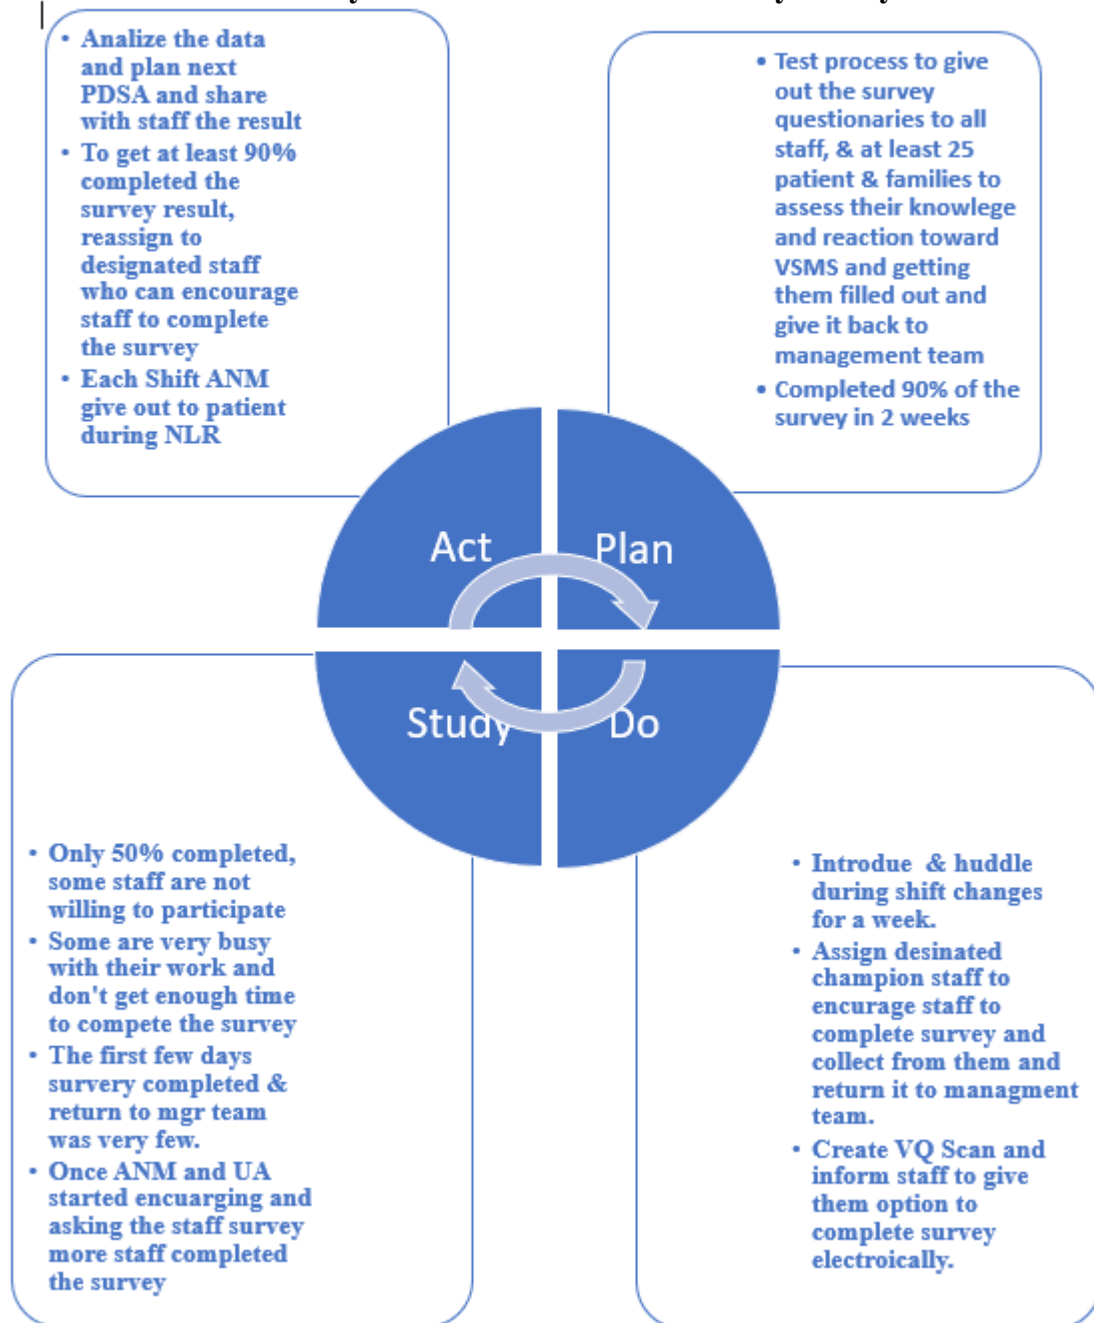 • Analize the data
and plan next
PDSA and share
with staff the result
• To get at least 90%
completed the
survey result,
reassign to
designated staff
who can encourage
staff to complete
the survey
• Each Shift ANM
give out to patient
during NLR
• Test process to give
out the survey
questionaries to all
staff, & at least 25
patient & families to
assess their knowlege
and reaction toward
VSMS and getting
them filled out and
give it back to
management team
• Completed 90% of the
survey in 2 weeks
Act
Plan
Study
Do
• Only 50% completed,
some staff are not
willing to participate
• Some are very busy
with their work and
don't get enough time
to compete the survey
• The first few days
survery completed &
return to mgr team
was very few.
• Once ANM and UA
started encuarging and
asking the staff survey
more staff completed
the survey
• Introdue & huddle
during shift changes
for a week.
• Assign desinated
champion staff to
encurage staff to
complete survey and
collect from them and
return it to managment
team.
• Create VQ Scan and
inform staff to give
them option to
complete survey
electroically.